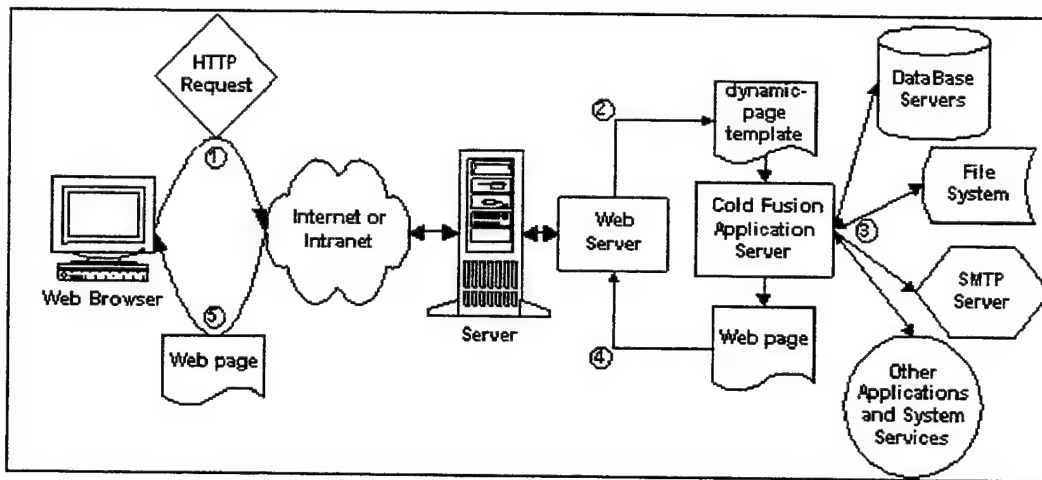 HTTP
Request
①
Web Browser
⑤
Web page
Internet or
Intranet
Server
Web
Server
②
dynamic-
page
template
Cold Fusion
Application
Server
④
Web page
③
DataBase
Servers
File
System
SMTP
Server
Other
Applications
and System
Services